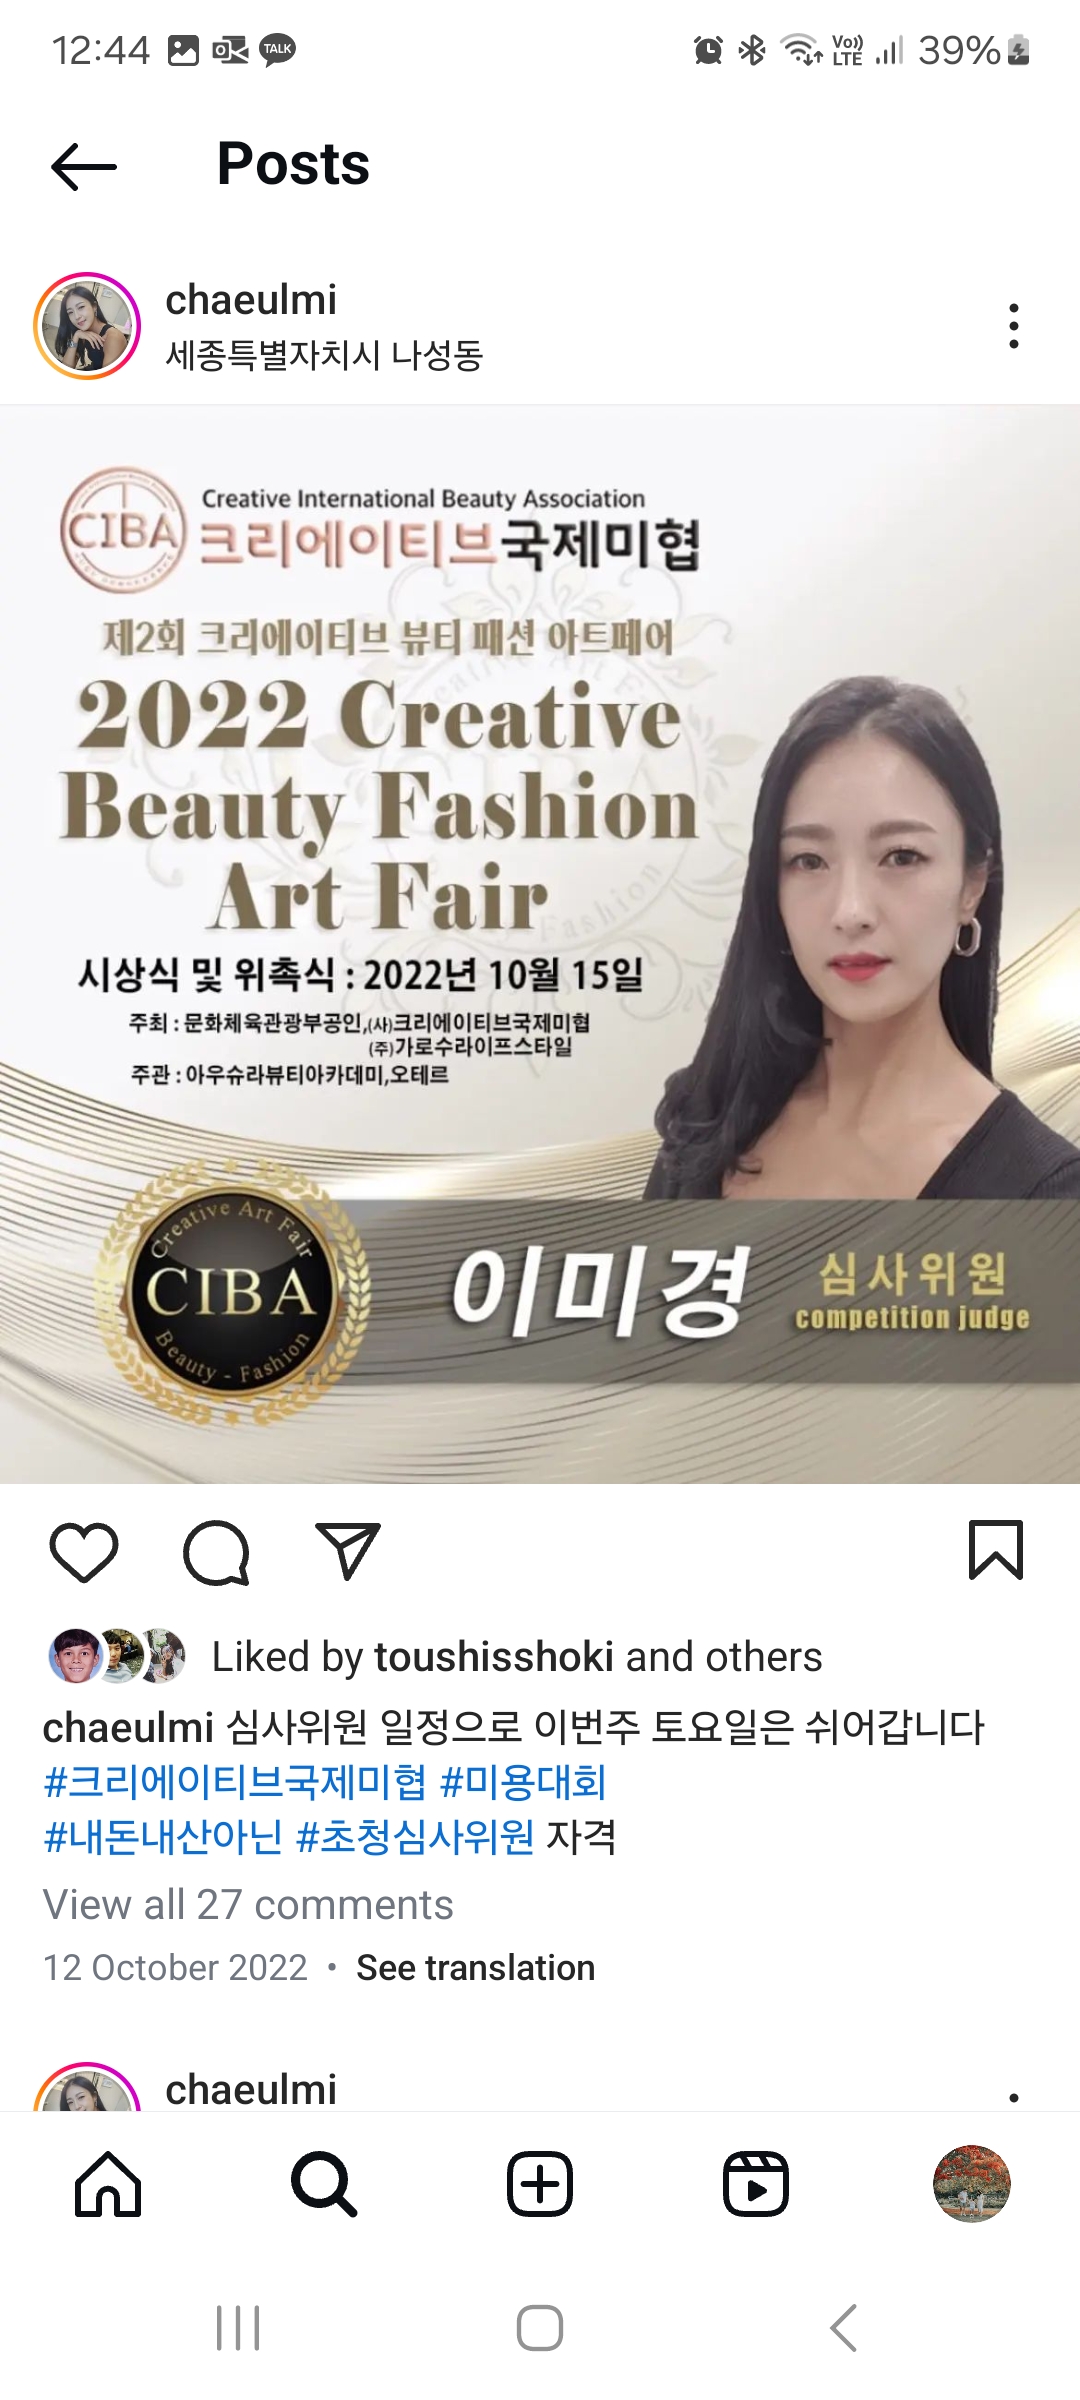 12:44 TALK Vo)) LTE 39%
Posts
chaeulmi
세종특별자치시 나성동
CIBA
Creative International Beauty Association
크리에이티브국제미협
제2회 크리에이티브 뷰티 패션 아트페어
2022 Creative
Beauty Fashion
Art Fair
시상식 및 위촉식 : 2022년 10월 15일
주최 : 문화체육관광부공인,(사)크리에이티브국제미협
(주)가로수라이프스타일
주관 : 아우슈라뷰티아카데미,오테르
Creative Art Fair
CIBA
Beauty - Fashion
이미경
심사위원
competition judge
Liked by toushisshoki and others
chaeulmi 심사위원 일정으로 이번주 토요일은 쉬어갑니다
#크리에이티브국제미협 #미용대회
#내돈내산아닌 #초청심사위원 자격
View all 27 comments
12 October 2022 • See translation
chaeulmi